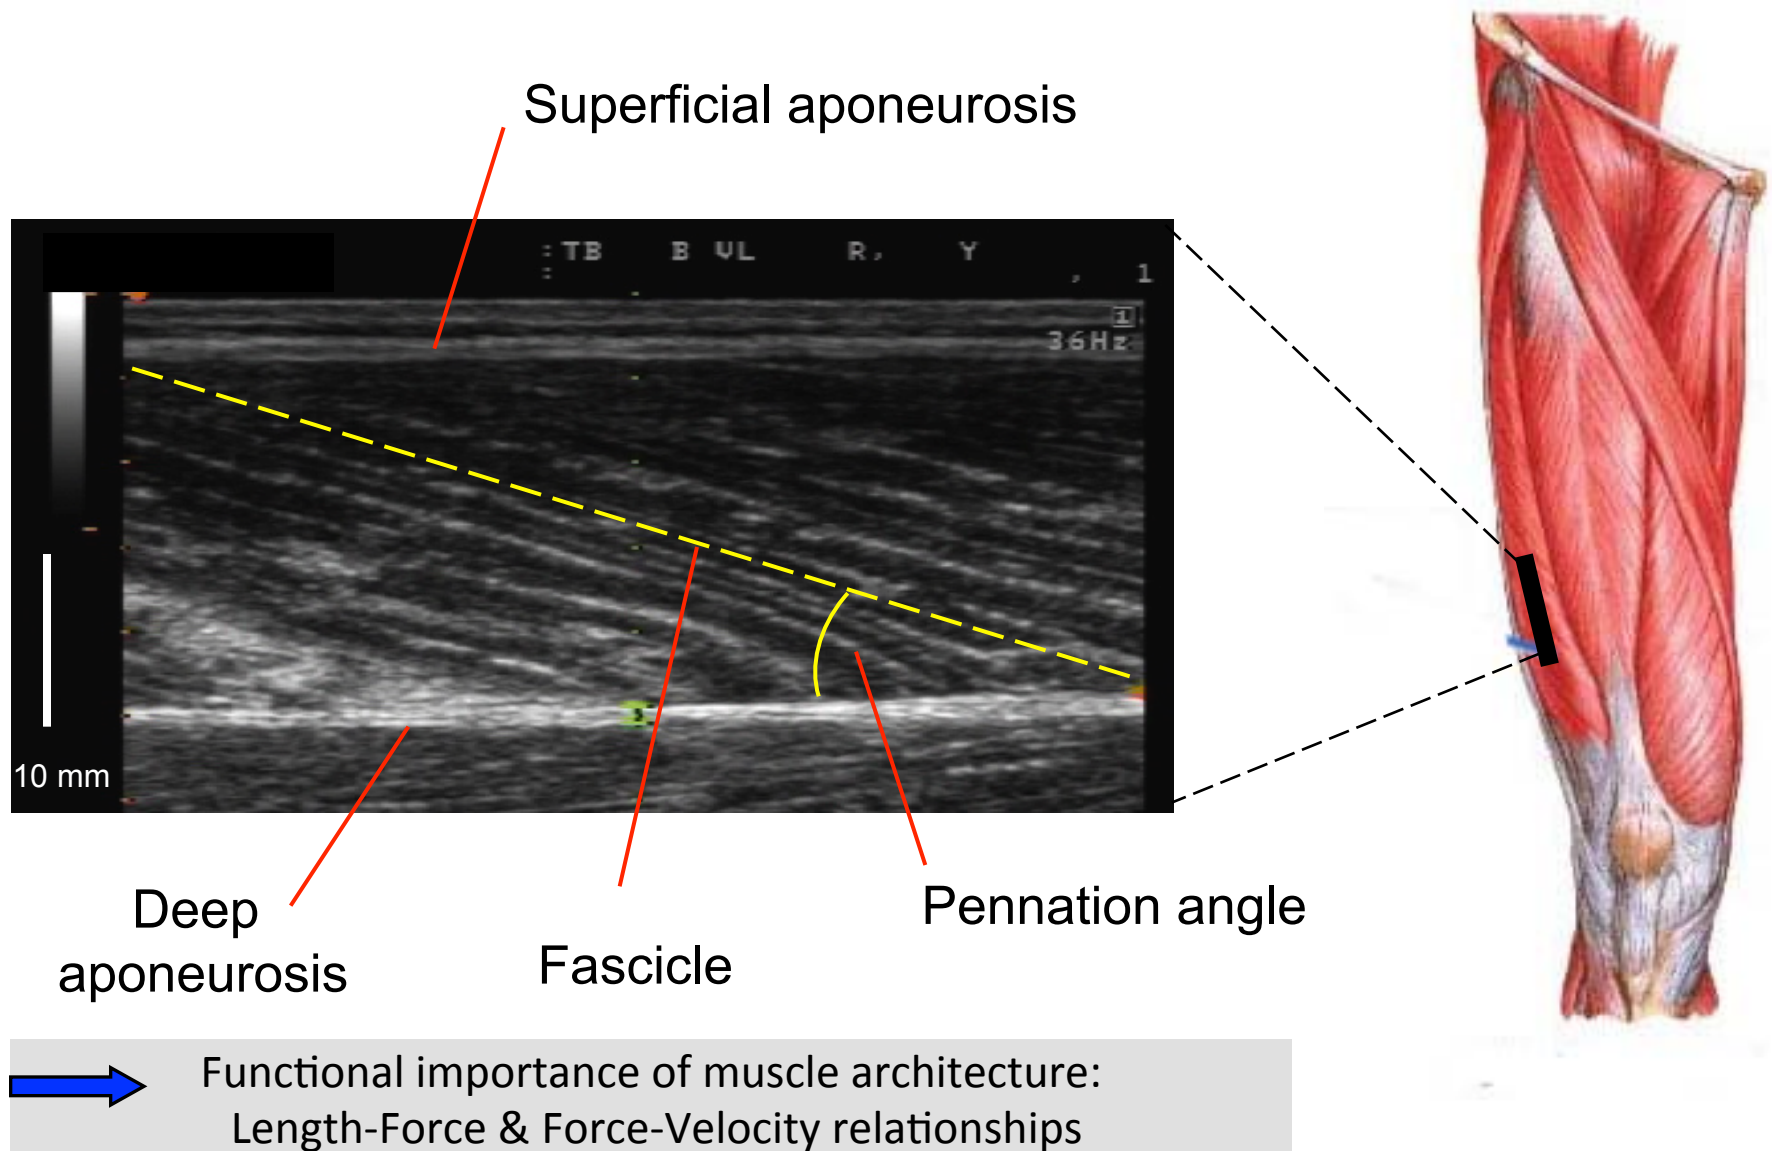 Superficial aponeurosis
:TB B VL R, Y
: , 1
1
36Hz
10 mm
Deep
aponeurosis
Fascicle
Pennation angle
Functional importance of muscle architecture:
Length-Force & Force-Velocity relationships